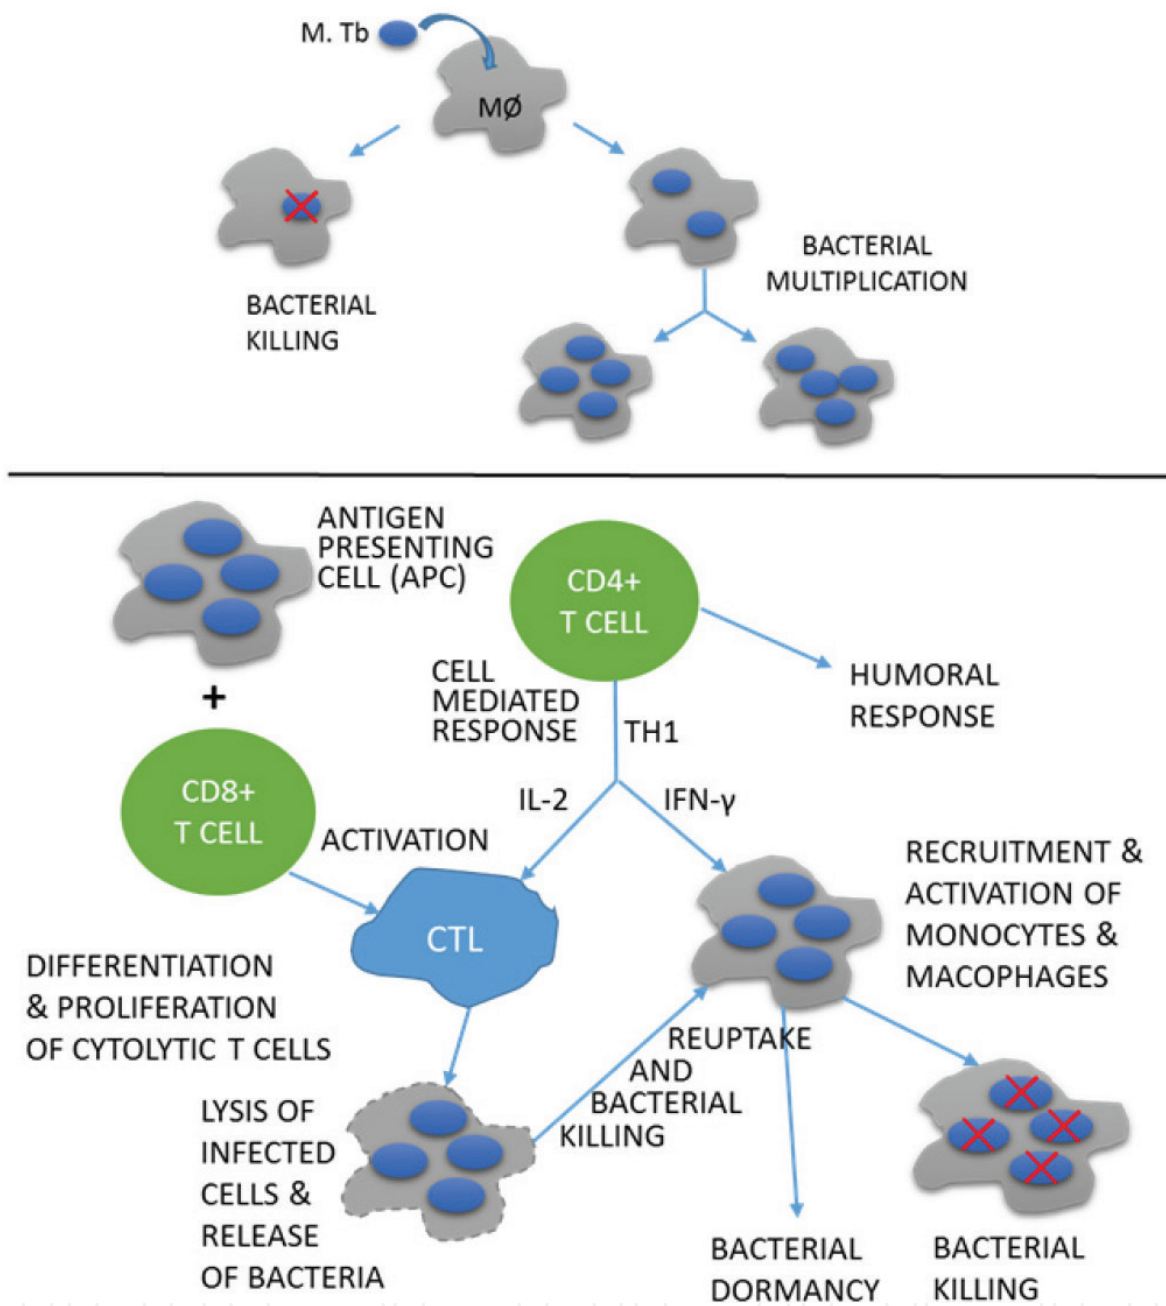 M. Tb
MØ
BACTERIAL
KILLING
BACTERIAL
MULTIPLICATION
ANTIGEN
PRESENTING
CELL (APC)
+
CD8+
T CELL
CD4+
T CELL
CELL
MEDIATED
RESPONSE
TH1
HUMORAL
RESPONSE
IL-2
IFN-γ
ACTIVATION
CTL
DIFFERENTIATION
& PROLIFERATION
OF CYTOLYTIC T CELLS
RECRUITMENT &
ACTIVATION OF
MONOCYTES &
MACOPHAGES
LYSIS OF
INFECTED
CELLS &
RELEASE
OF BACTERIA
REUPTAKE
AND
BACTERIAL
KILLING
BACTERIAL
DORMANCY
BACTERIAL
KILLING